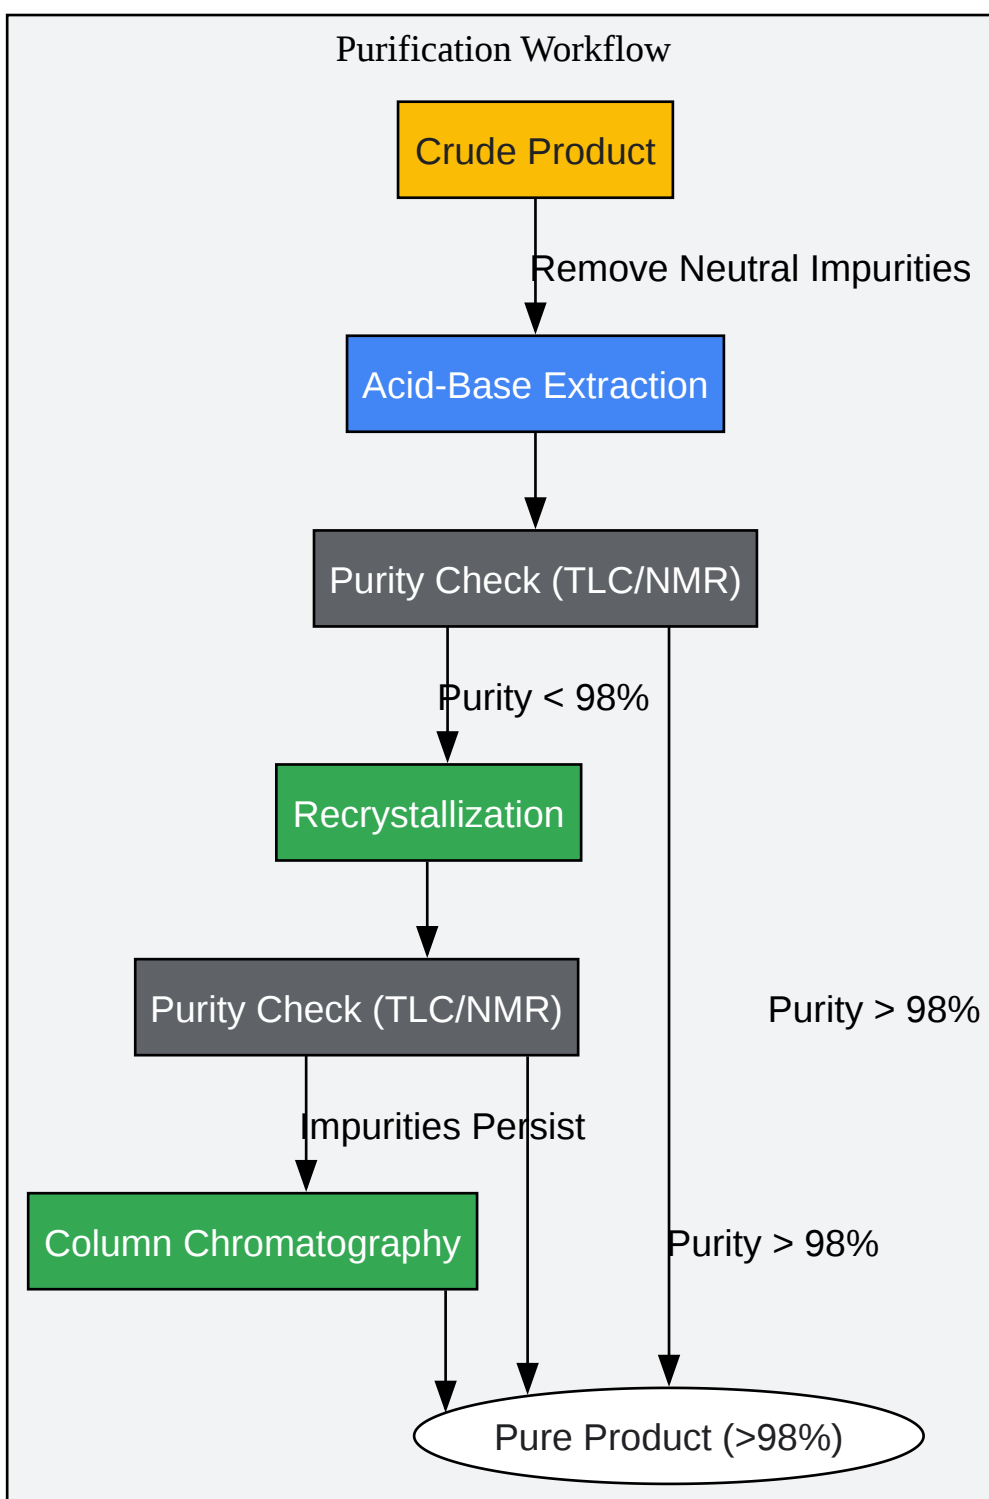 Purification Workflow
Crude Product
Remove Neutral Impurities
Acid-Base Extraction
Purity Check (TLC/NMR)
Purity < 98%
Recrystallization
Purity Check (TLC/NMR)
Purity > 98%
Impurities Persist
Column Chromatography
Purity > 98%
Pure Product (>98%)